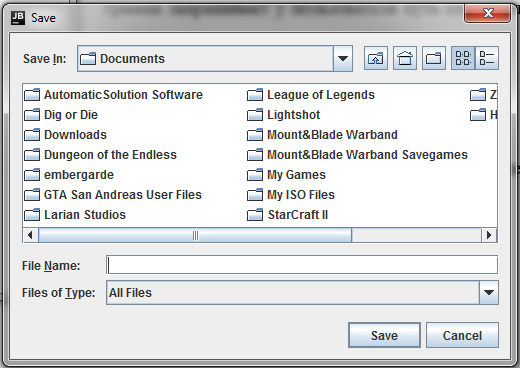 JB Save
Save In: Documents
AutomaticSolution Software
Dig or Die
Downloads
Dungeon of the Endless
embergarde
GTA San Andreas User Files
Larian Studios
League of Legends
Lightshot
Mount&Blade Warband
Mount&Blade Warband Savegames
My Games
My ISO Files
StarCraft II
Z
H
File Name:
Files of Type: All Files
Save Cancel